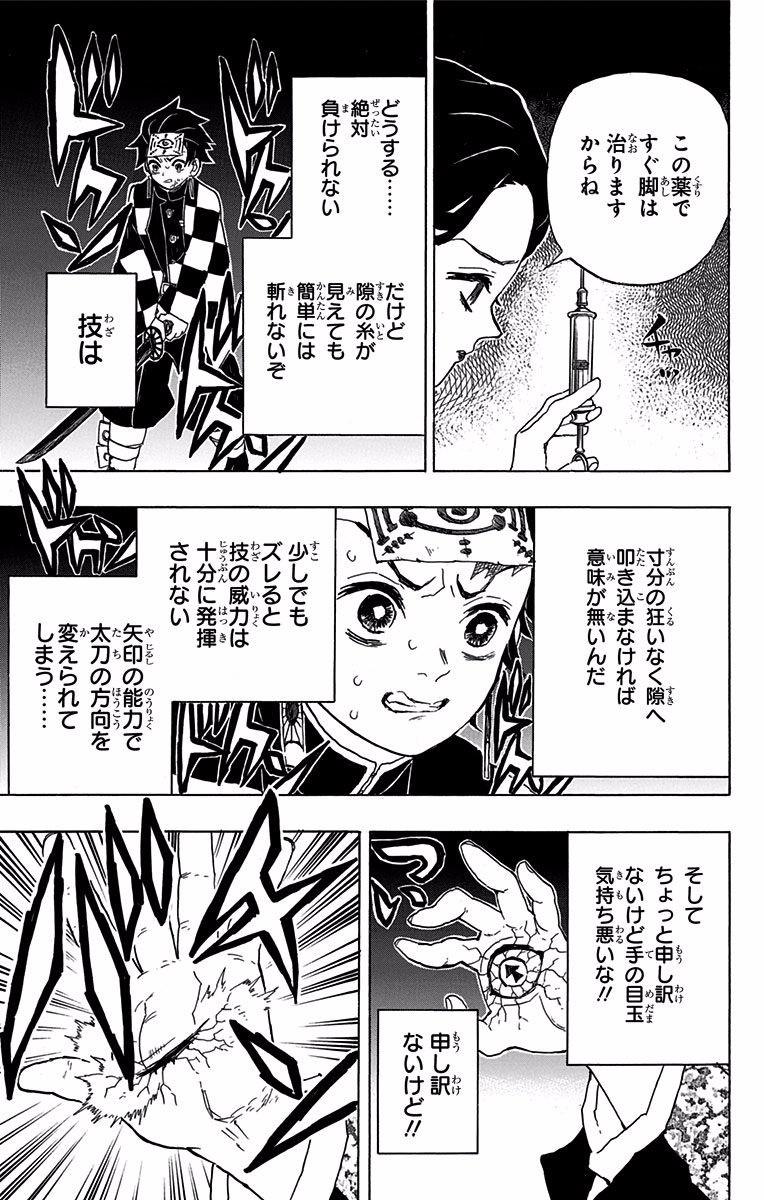 この薬で
すぐ脚は
治ります
からね
チャッ
どうする……
絶対
負けられない
だけど
隙の糸が
見えても
簡単には
斬れないぞ
技は
寸分の狂いなく隙へ
叩き込まなければ
意味が無いんだ
少しでも
ズレると
技の威力は
十分に発揮
されない
矢印の能力で
太刀の方向を
変えられて
しまう……
そして
ちょっと申し訳
ないけど手の目玉
気持ち悪いな!!
申し訳
ないけど!!